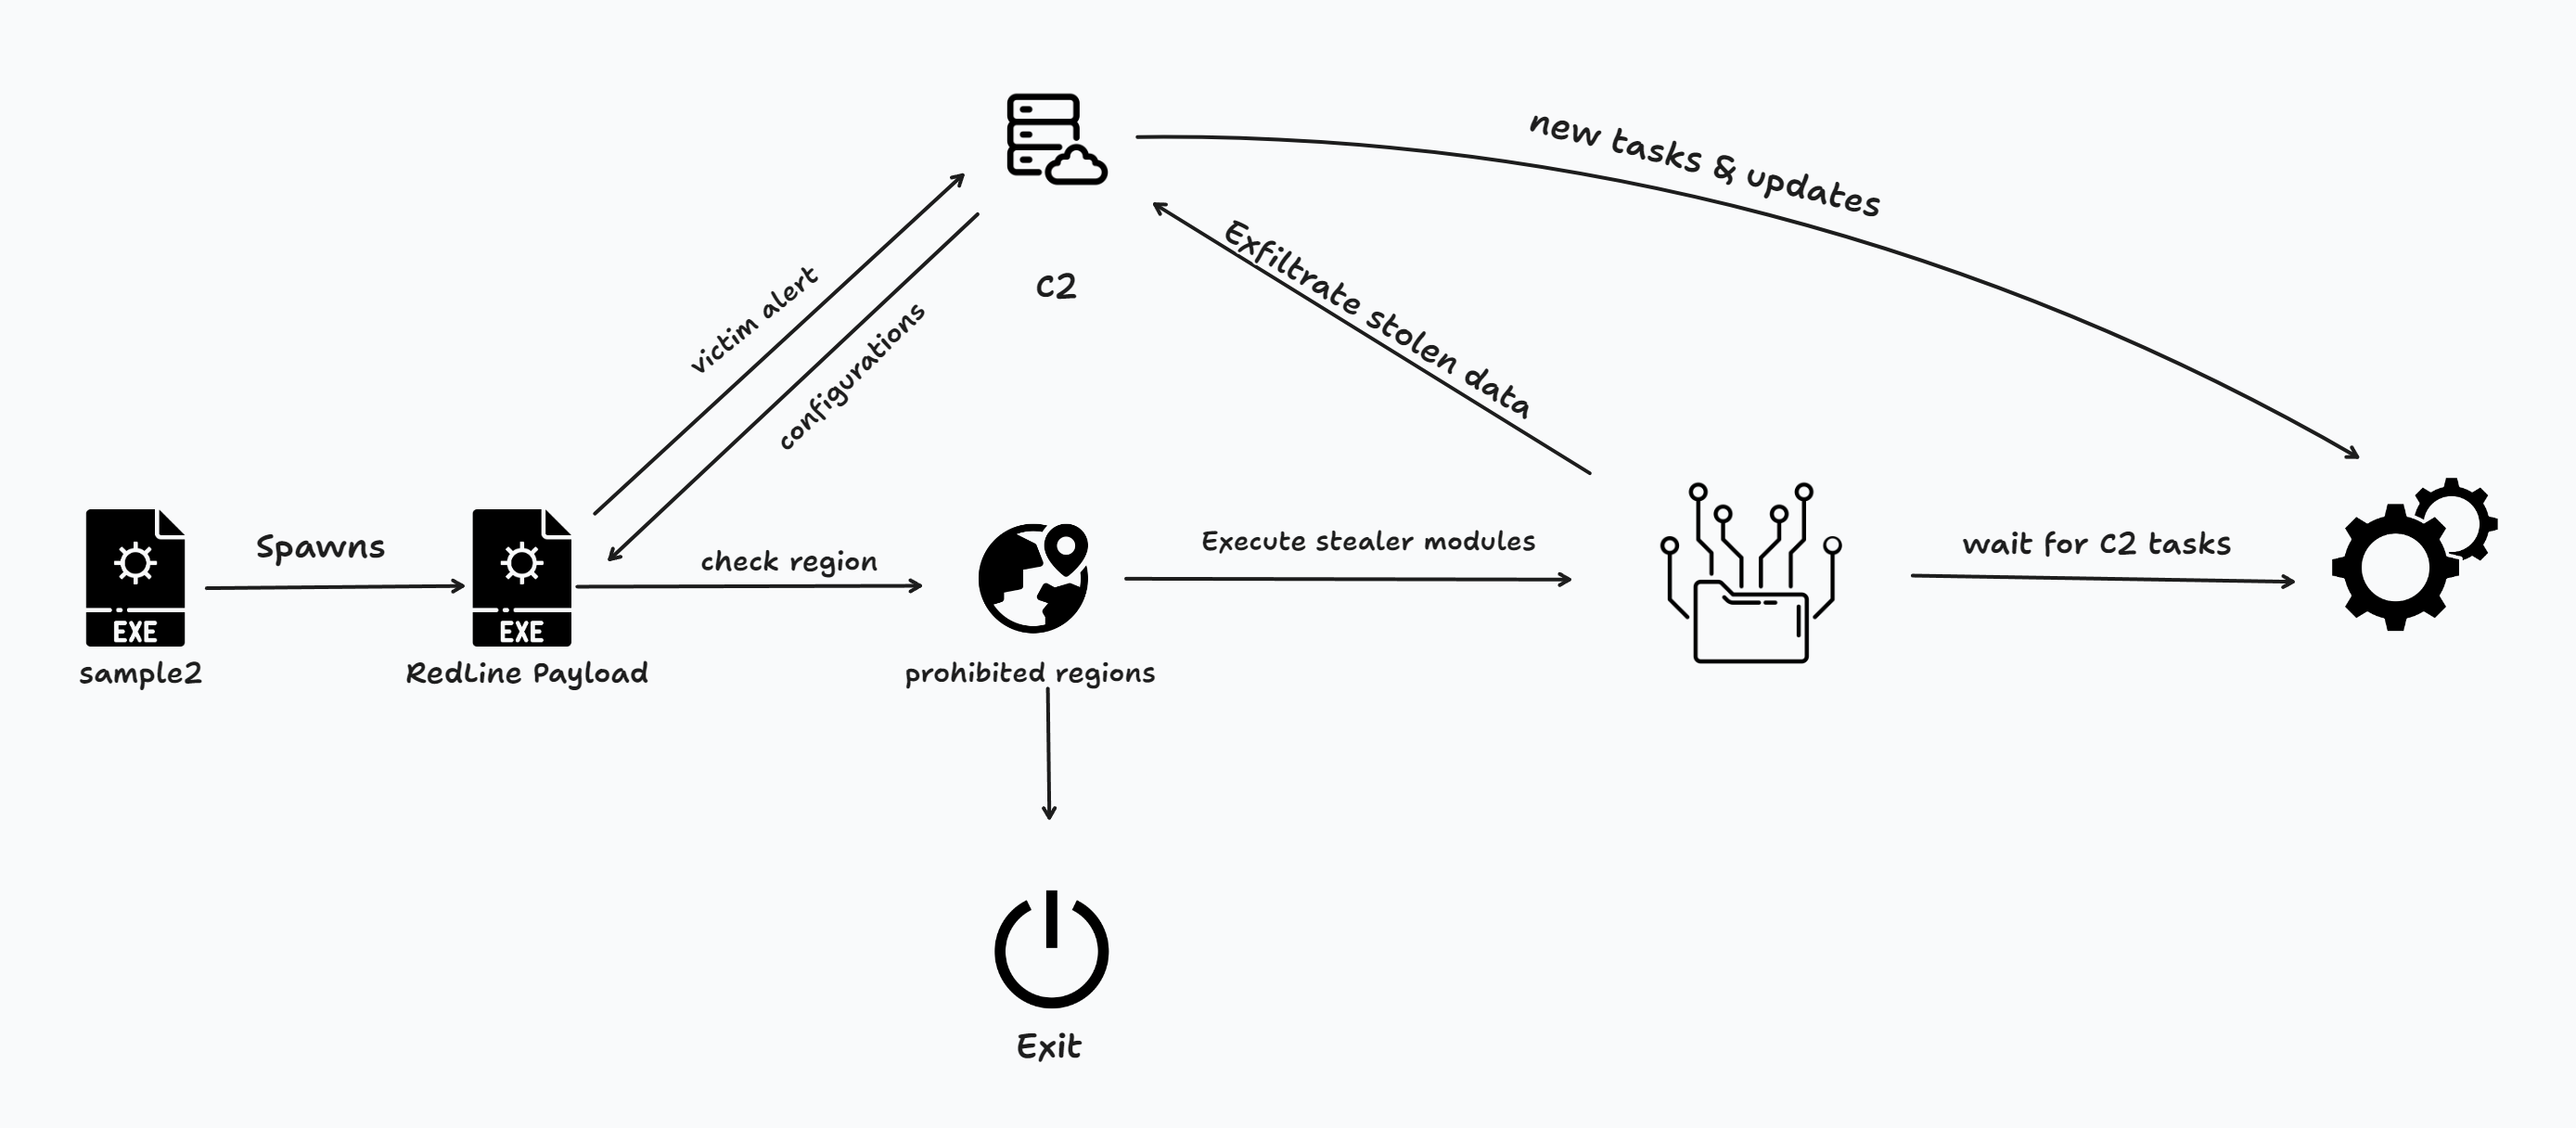 new tasks & updates
C2
victim alert
configurations
Exfiltrate stolen data
Spawns
check region
Execute stealer modules
wait for C2 tasks
EXE
EXE
sample2
RedLine Payload
prohibited regions
Exit